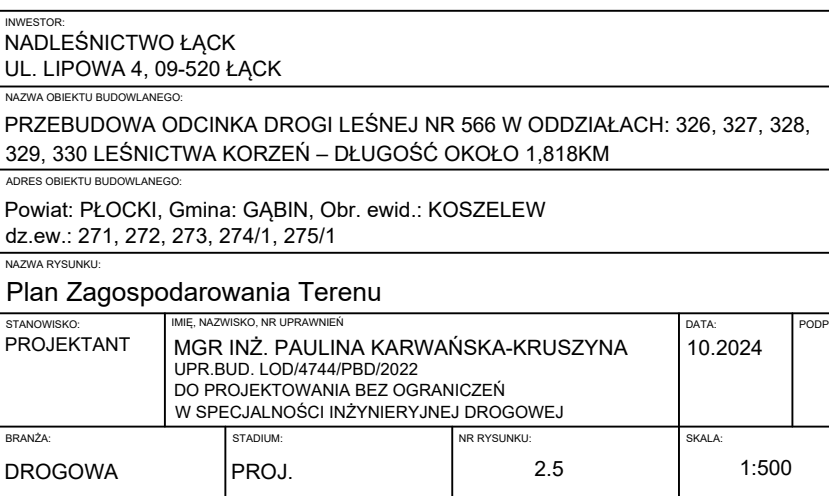 INWESTOR:
NADLEŚNICTWO ŁĄCK
UL. LIPOWA 4, 09-520 ŁĄCK
NAZWA OBIEKTU BUDOWLANEGO:
PRZEBUDOWA ODCINKA DROGI LEŚNEJ NR 566 W ODDZIAŁACH: 326, 327, 328,
329, 330 LEŚNICTWA KORZEŃ – DŁUGOŚĆ OKOŁO 1,818KM
ADRES OBIEKTU BUDOWLANEGO:
Powiat: PŁOCKI, Gmina: GĄBIN, Obr. ewid.: KOSZELEW
dz.ew.: 271, 272, 273, 274/1, 275/1
NAZWA RYSUNKU:
Plan Zagospodarowania Terenu
STANOWISKO: IMIĘ, NAZWISKO, NR UPRAWNIEŃ DATA: PODP
PROJEKTANT MGR INŻ. PAULINA KARWAŃSKA-KRUSZYNA 10.2024
UPR.BUD. LOD/4744/PBD/2022
DO PROJEKTOWANIA BEZ OGRANICZEŃ
W SPECJALNOŚCI INŻYNIERYJNEJ DROGOWEJ
BRANŻA: STADIUM: NR RYSUNKU: SKALA:
DROGOWA PROJ. 2.5 1:500